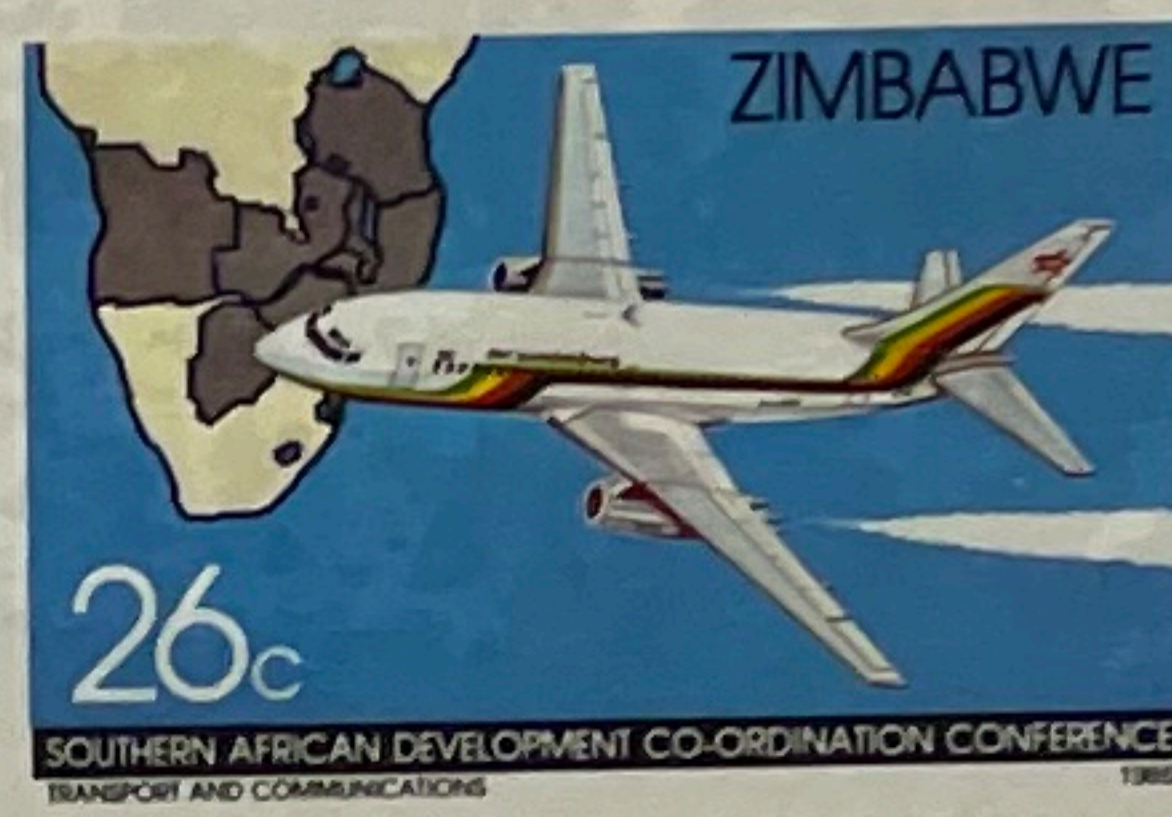 ZIMBABWE
26c
SOUTHERN AFRICAN DEVELOPMENT CO-ORDINATION CONFERENCE
TRANSPORT AND COMMUNICATIONS